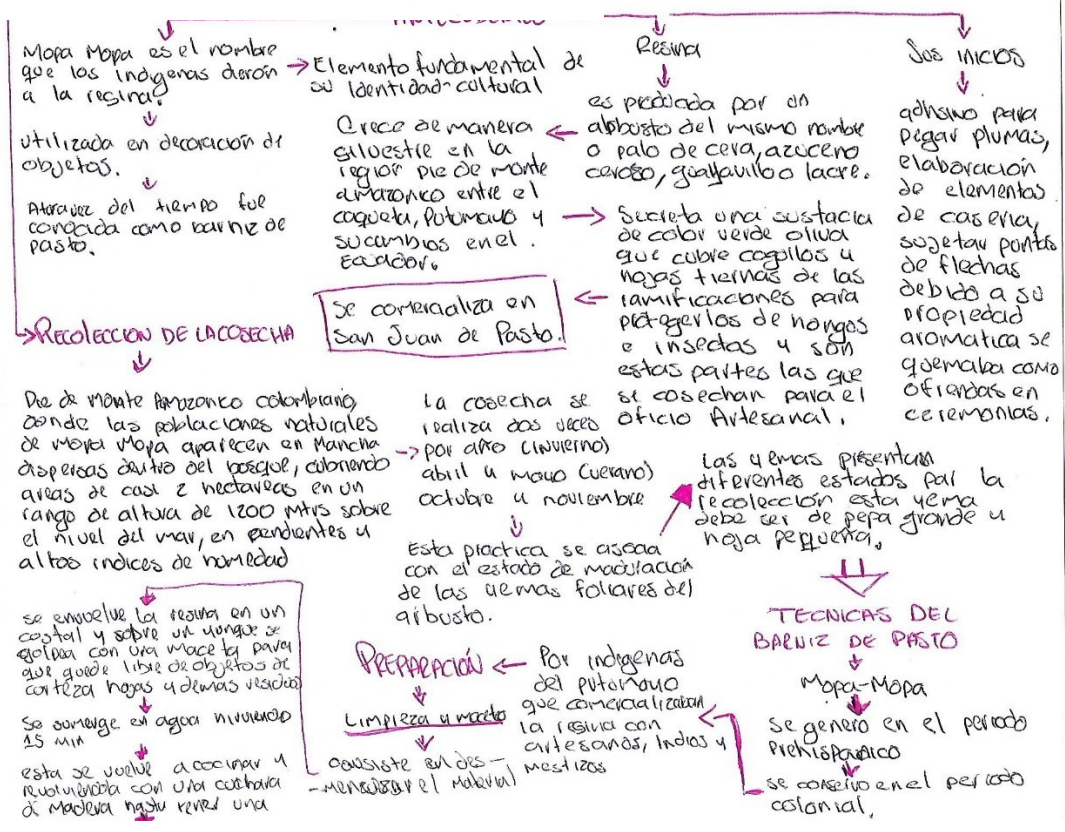 Mopa Mopa es el nombre
que los indígenas dierón
a la resina.
utilizada en decoración de
objetos.
Atoravez del tiempo fue
conocida como barniz de
pasto.
Elemento fundamental de
su identidad-cultural
Resina
es producida por un
del mismo nombre
o palo de cera, azuceno
ceroso, guayavillo o lacre.
Crece de manera
silvestre en la
región pie de monte
amazonico entre el
caqueta, Putumayo y
sucumbios en el.
Ecuador.
Secreta una sustacia
de color verde oliva
que cubre cogollos y
hojas tiernas de las
ramificaciones para
protegerlos de hongos
e insectos y son
estas partes las que
se cosechan para el
oficio Artesanal.
se comercializa en
San Juan de Pasto.
Sus inicios
adhsivo para
pegar plumas,
elaboración
de elementos
de caseria,
sujetar puntas
de flechas
debido a su
propiedad
aromatica se
quemaba como
ofrendas en
ceremonias.
RECOLECCION DE LA COSECHA
Pie de monte Amazonico colombiano,
donde las poblaciones naturales
de mopa Mopa aparecen en Mancha
dispersas dentro del bosque, cubriendo
areas de casi 2 hectareas en un
rango de altura de 1200 Mtrs sobre
el nivel del mar, en pendientes y
altos indices de humedad
la cosecha se
realiza dos veces
por año (invierno)
abril y mayo (verano)
octubre y noviembre
Esta practica se asocia
con el estado de maduración
de las yemas foliares del
arbusto.
las yemas presentan
diferentes estados par la
recolección esta yema
debe ser de pepa grande y
hoja pequeña.
TECNICAS DEL
BARNIZ DE PASTO
Mopa-Mopa
se genero en el periodo
Prehispanico
se conservo en el periodo
colonial.
Por indigenas
del putumayo
que comercializaban
la resina con
artesanos, Indios y
mestizos
PREPARACIÓN
Limpieza y maceto
consiste en des-
-menuzar el Material
se envuelve la resina en un
costal y sobre un yunque se
golpea con una maceta para
que quede libre de objetos de
corteza hojas y demas residuos
Se sumerge en agua hirviendo
15 Min
esta se vuelve a cocinar y
revolviendola con una cuchara
d Madera hasta tener una